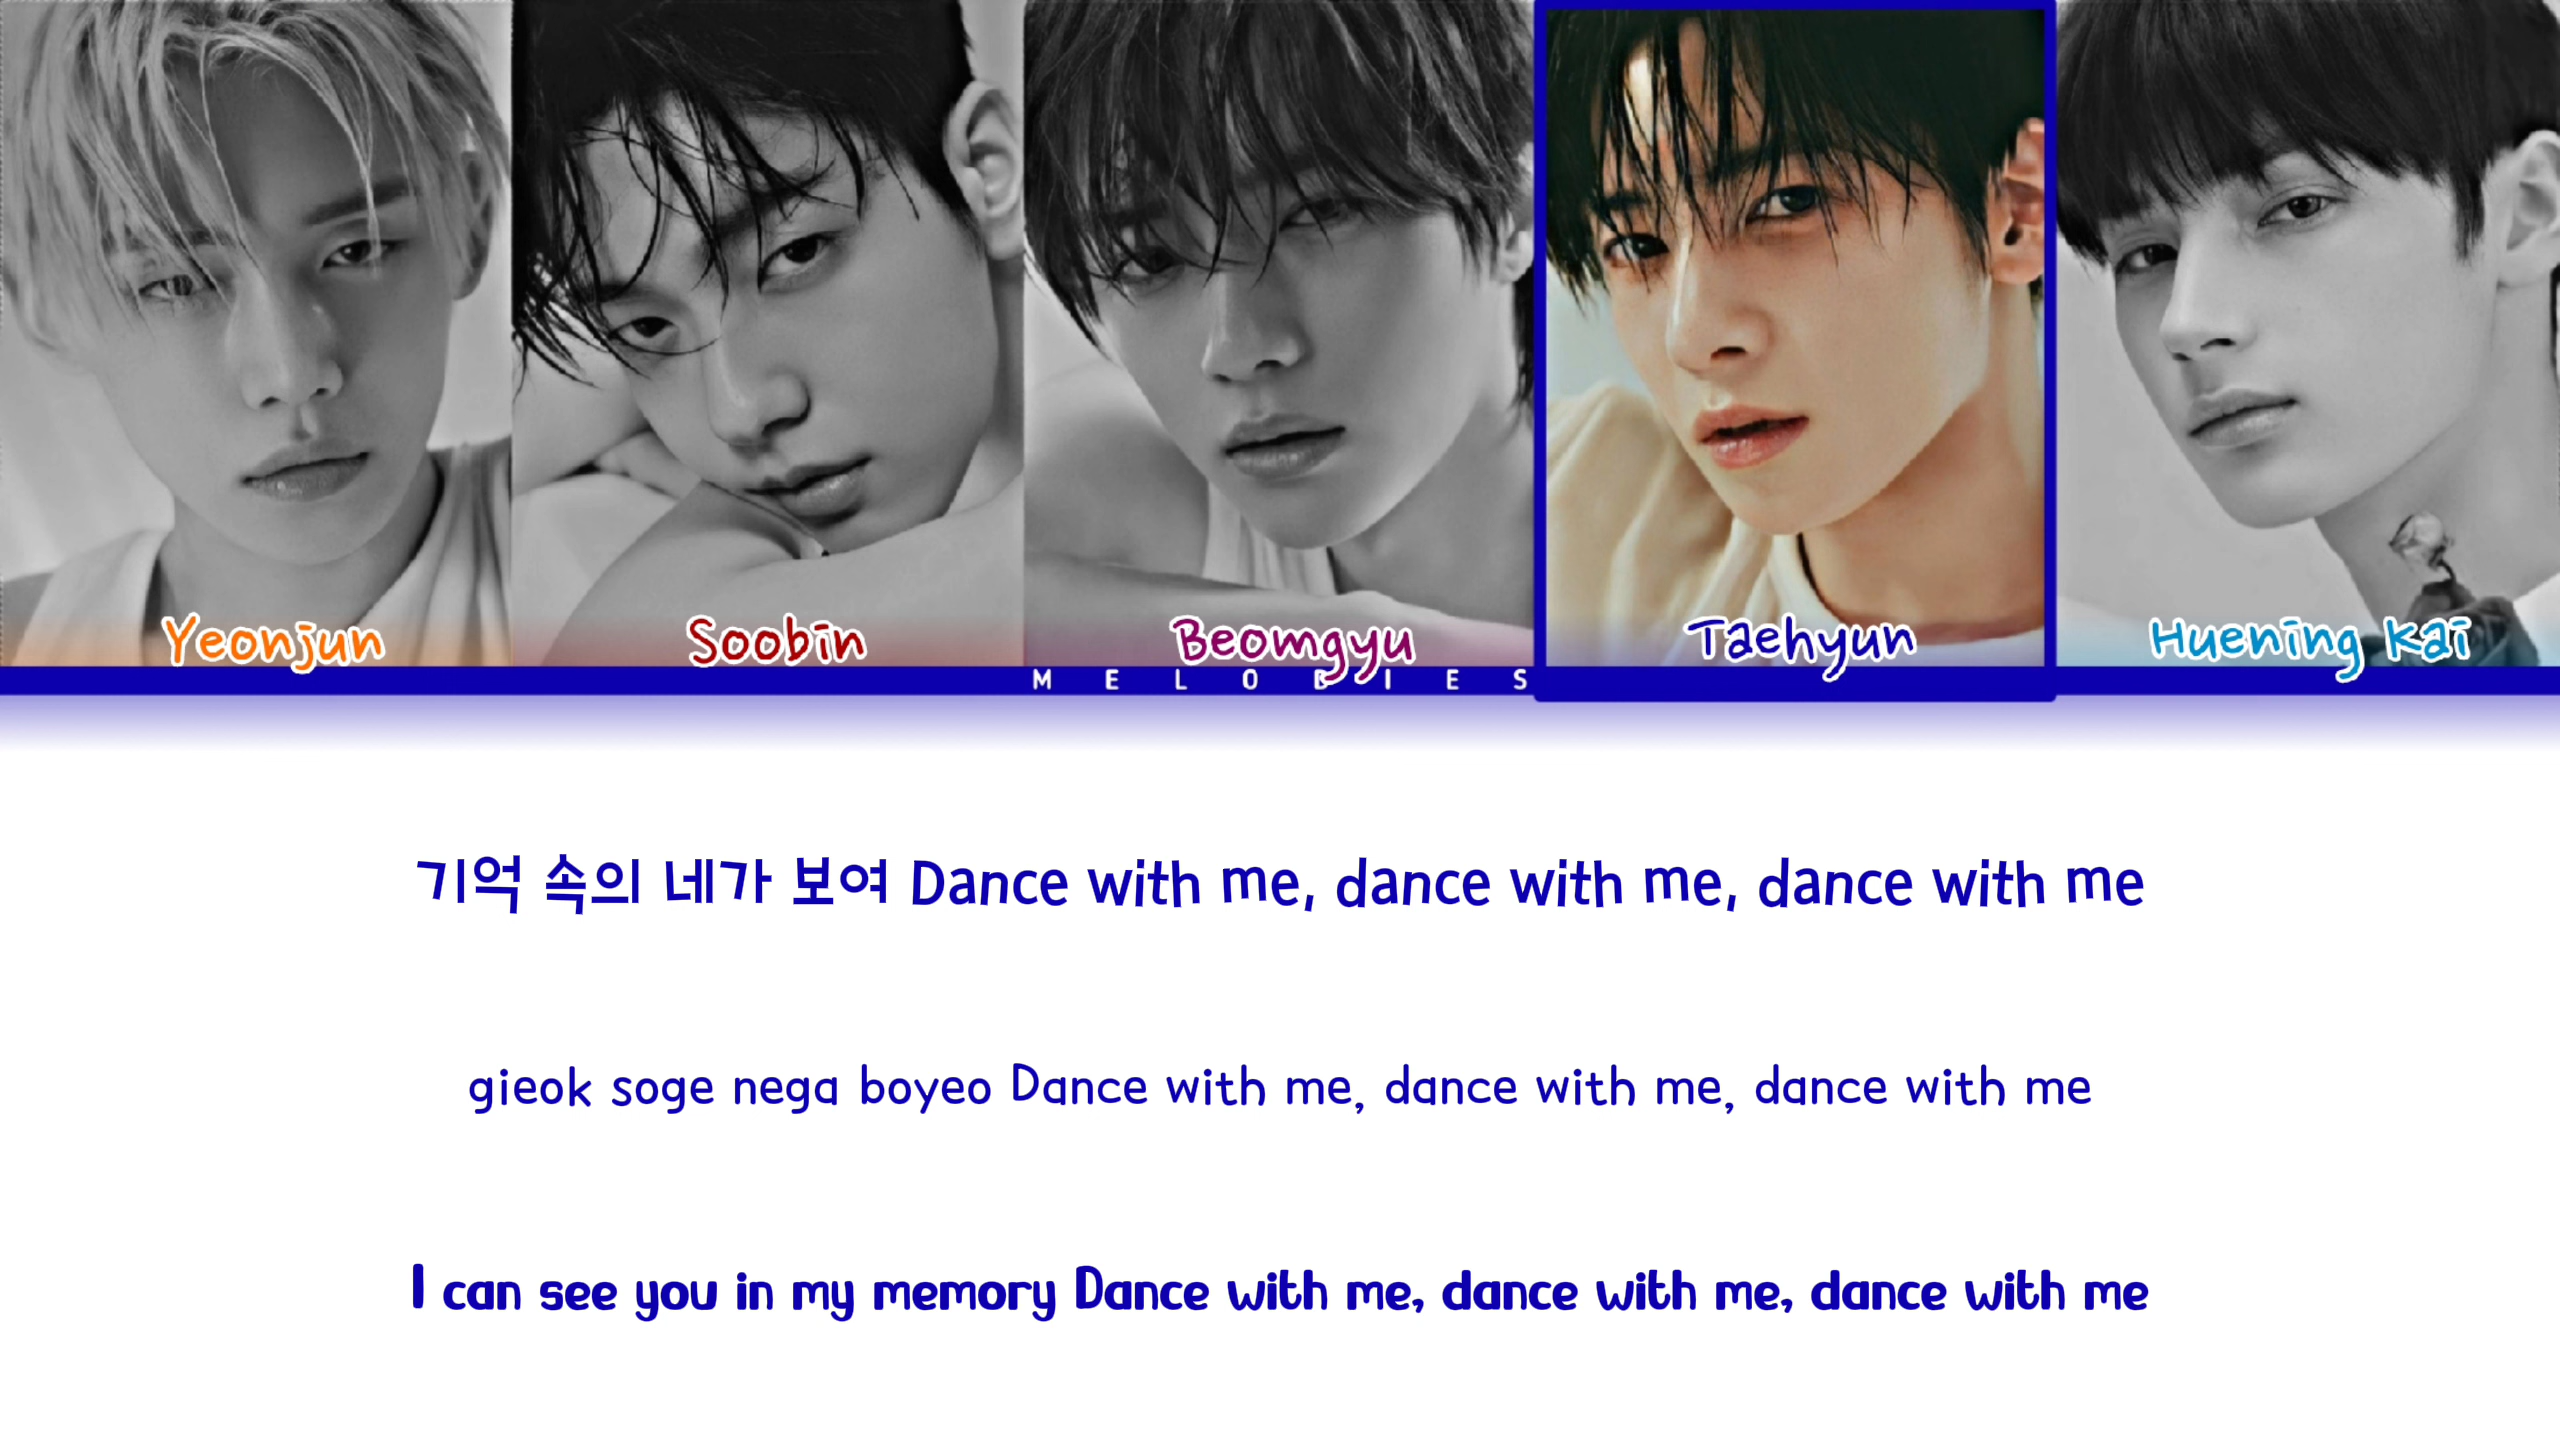 Yeonjun
Soobin
Beomgyu
Taehyun
Huening Kai
MELODIES
기억 속의 네가 보여 Dance with me, dance with me, dance with me
gieok soge nega boyeo Dance with me, dance with me, dance with me
I can see you in my memory Dance with me, dance with me, dance with me